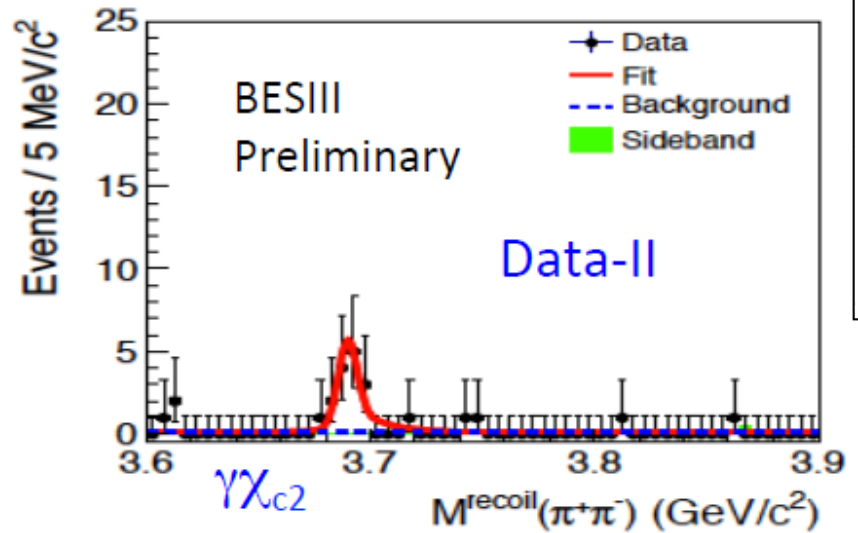 Events / 5 MeV/c²
25
20
15
10
5
0
BESIII
Preliminary
Data
Fit
Background
Sideband
Data-II
3.6
3.7
3.8
3.9
γχc2
M^recoil(π⁺π⁻) (GeV/c²)